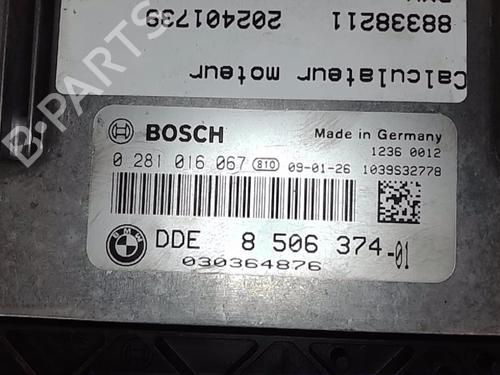 Calculateur moteur
88338211
202401739
BOSCH
Made in Germany
1236 0012
0 281 016 067 810 09-01-26 1039S32778
BMW
DDE 8 506 374-01
030364876
B-PARTS